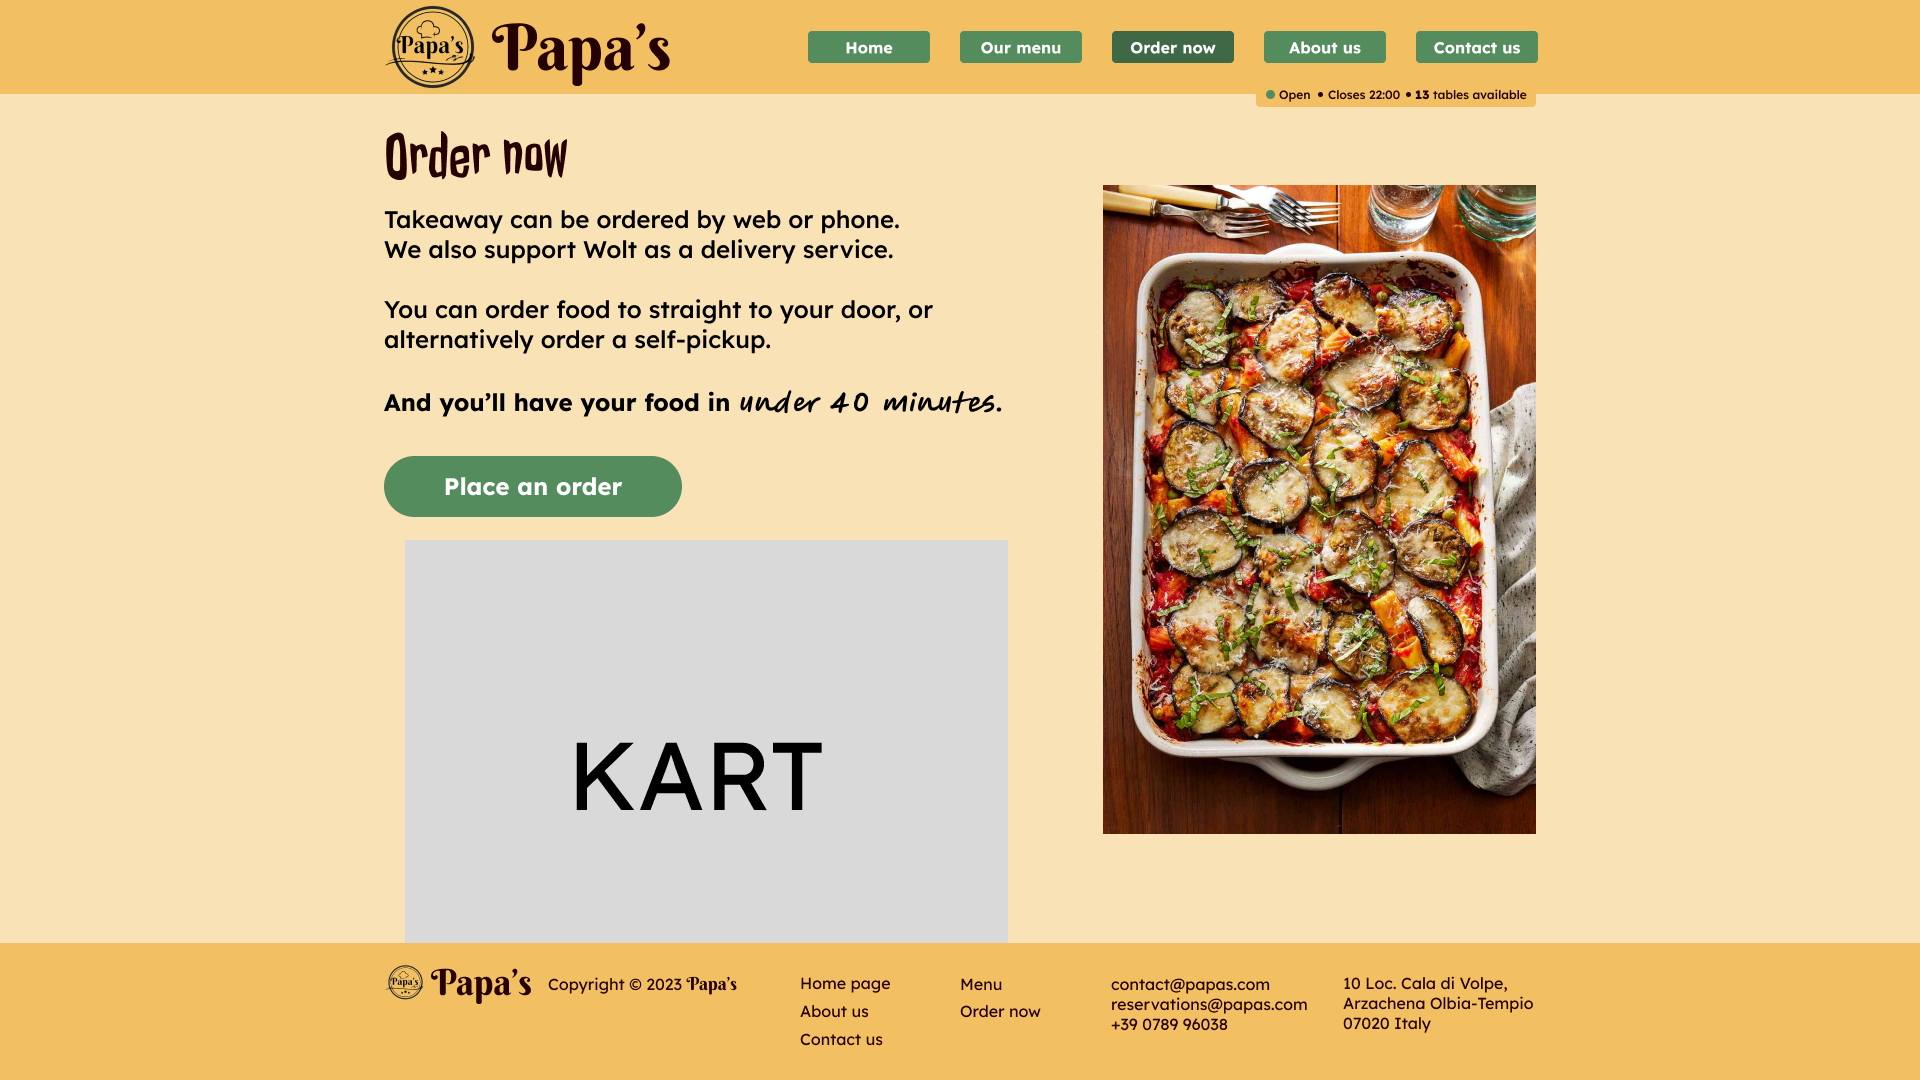 Papa's
Papa's
Home
Our menu
Order now
About us
Contact us
Open • Closes 22:00 • 13 tables available
Order now
Takeaway can be ordered by web or phone.
We also support Wolt as a delivery service.
You can order food to straight to your door, or
alternatively order a self-pickup.
And you’ll have your food in under 40 minutes.
Place an order
KART
Papa's
Papa's
Copyright © 2023 Papa's
Home page
About us
Contact us
Menu
Order now
contact@papas.com
reservations@papas.com
+39 0789 96038
10 Loc. Cala di Volpe,
Arzachena Olbia-Tempio
07020 Italy